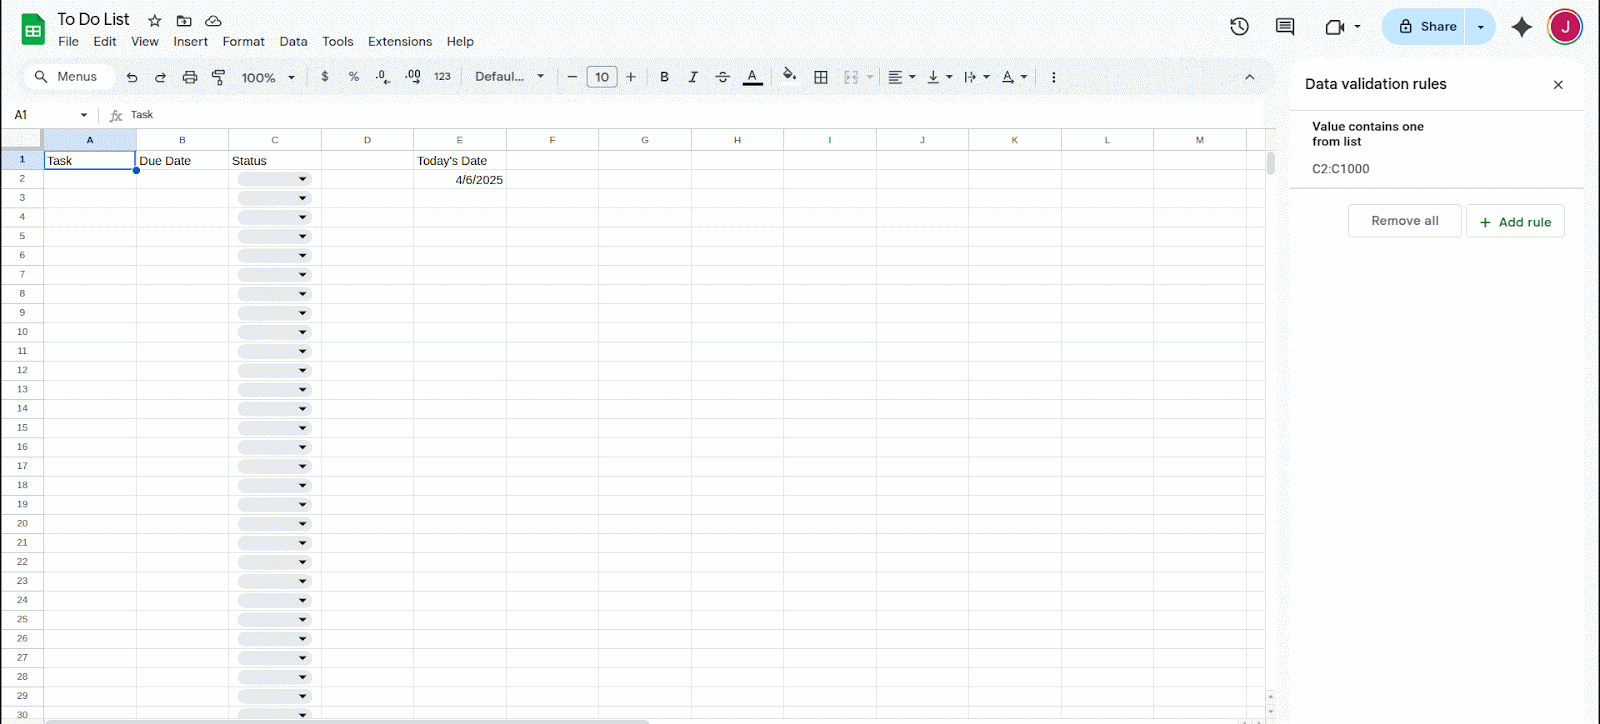 To Do List
File Edit View Insert Format Data Tools Extensions Help
Share
J
Menus 100% $ % .0 .00 123 Defaul... 10 B I S A A
A1 fx Task
Data validation rules
Value contains one
from list
C2:C1000
Remove all
Add rule
A B C D E F G H I J K L M
1 Task Due Date Status Today's Date
2 4/6/2025
3
4
5
6
7
8
9
10
11
12
13
14
15
16
17
18
19
20
21
22
23
24
25
26
27
28
29
30